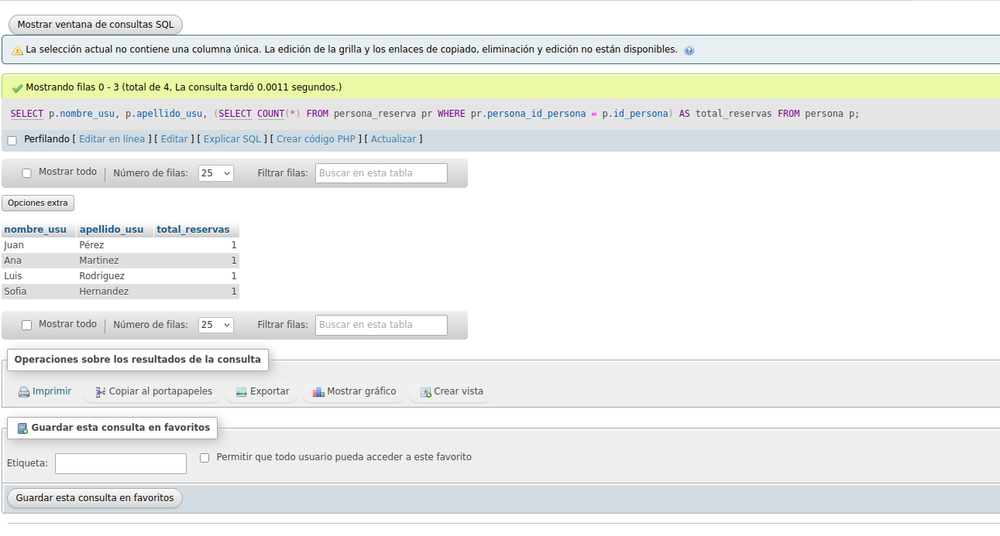 Mostrar ventana de consultas SQL
La selección actual no contiene una columna única. La edición de la grilla y los enlaces de copiado, eliminación y edición no están disponibles.
Mostrando filas 0 - 3 (total de 4, La consulta tardó 0.0011 segundos.)
SELECT p.nombre_usu, p.apellido_usu, (SELECT COUNT(*) FROM persona_reserva pr WHERE pr.persona_id_persona = p.id_persona) AS total_reservas FROM persona p;
Perfilando [ Editar en línea ] [ Editar ] [ Explicar SQL ] [ Crear código PHP ] [ Actualizar ]
Mostrar todo Número de filas: 25 Filtrar filas: Buscar en esta tabla
Opciones extra
nombre_usu apellido_usu total_reservas
Juan Pérez 1
Ana Martinez 1
Luis Rodriguez 1
Sofia Hernandez 1
Mostrar todo Número de filas: 25 Filtrar filas: Buscar en esta tabla
Operaciones sobre los resultados de la consulta
Imprimir Copiar al portapapeles Exportar Mostrar gráfico Crear vista
Guardar esta consulta en favoritos
Etiqueta: Permitir que todo usuario pueda acceder a este favorito
Guardar esta consulta en favoritos